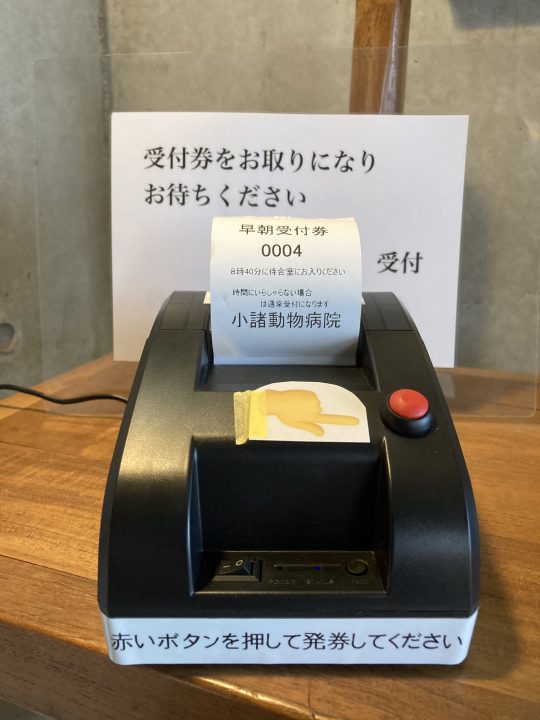 受付券をお取りになり
お待ちください
受付
早朝受付券
0004
8時40分に待合室にお入りください
時間にいらしゃらない場合
は通常受付になります
小諸動物病院
POWER STATUS FEED
赤いボタンを押して発券してください